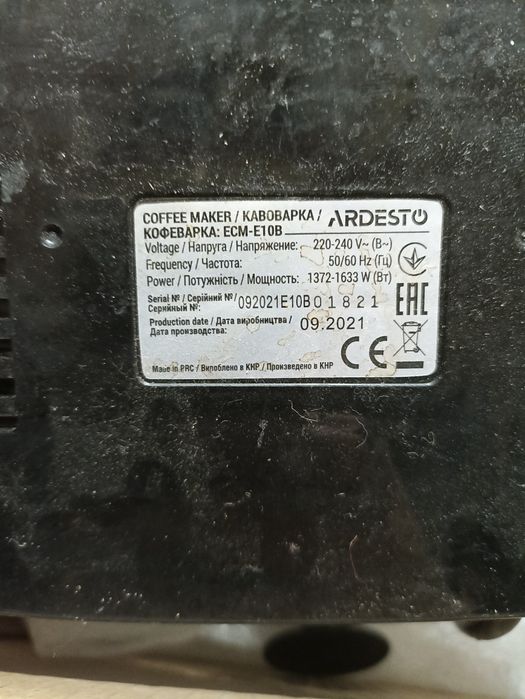 COFFEE MAKER / КАВОВАРКА /
КОФЕВАРКА: ECM-E10B
ARDESTO
Voltage / Напруга / Напряжение: 220-240 V~ (В~)
Frequency / Частота: 50/60 Hz (Гц)
Power / Потужність / Мощность: 1372-1633 W (Вт)
Serial № / Серійний № /
Серийный №: 092021E10B01821
Production date / Дата виробництва /
Дата производства: 09.2021
EAC
CE
Made in PRC / Вироблено в КНР / Произведено в КНР